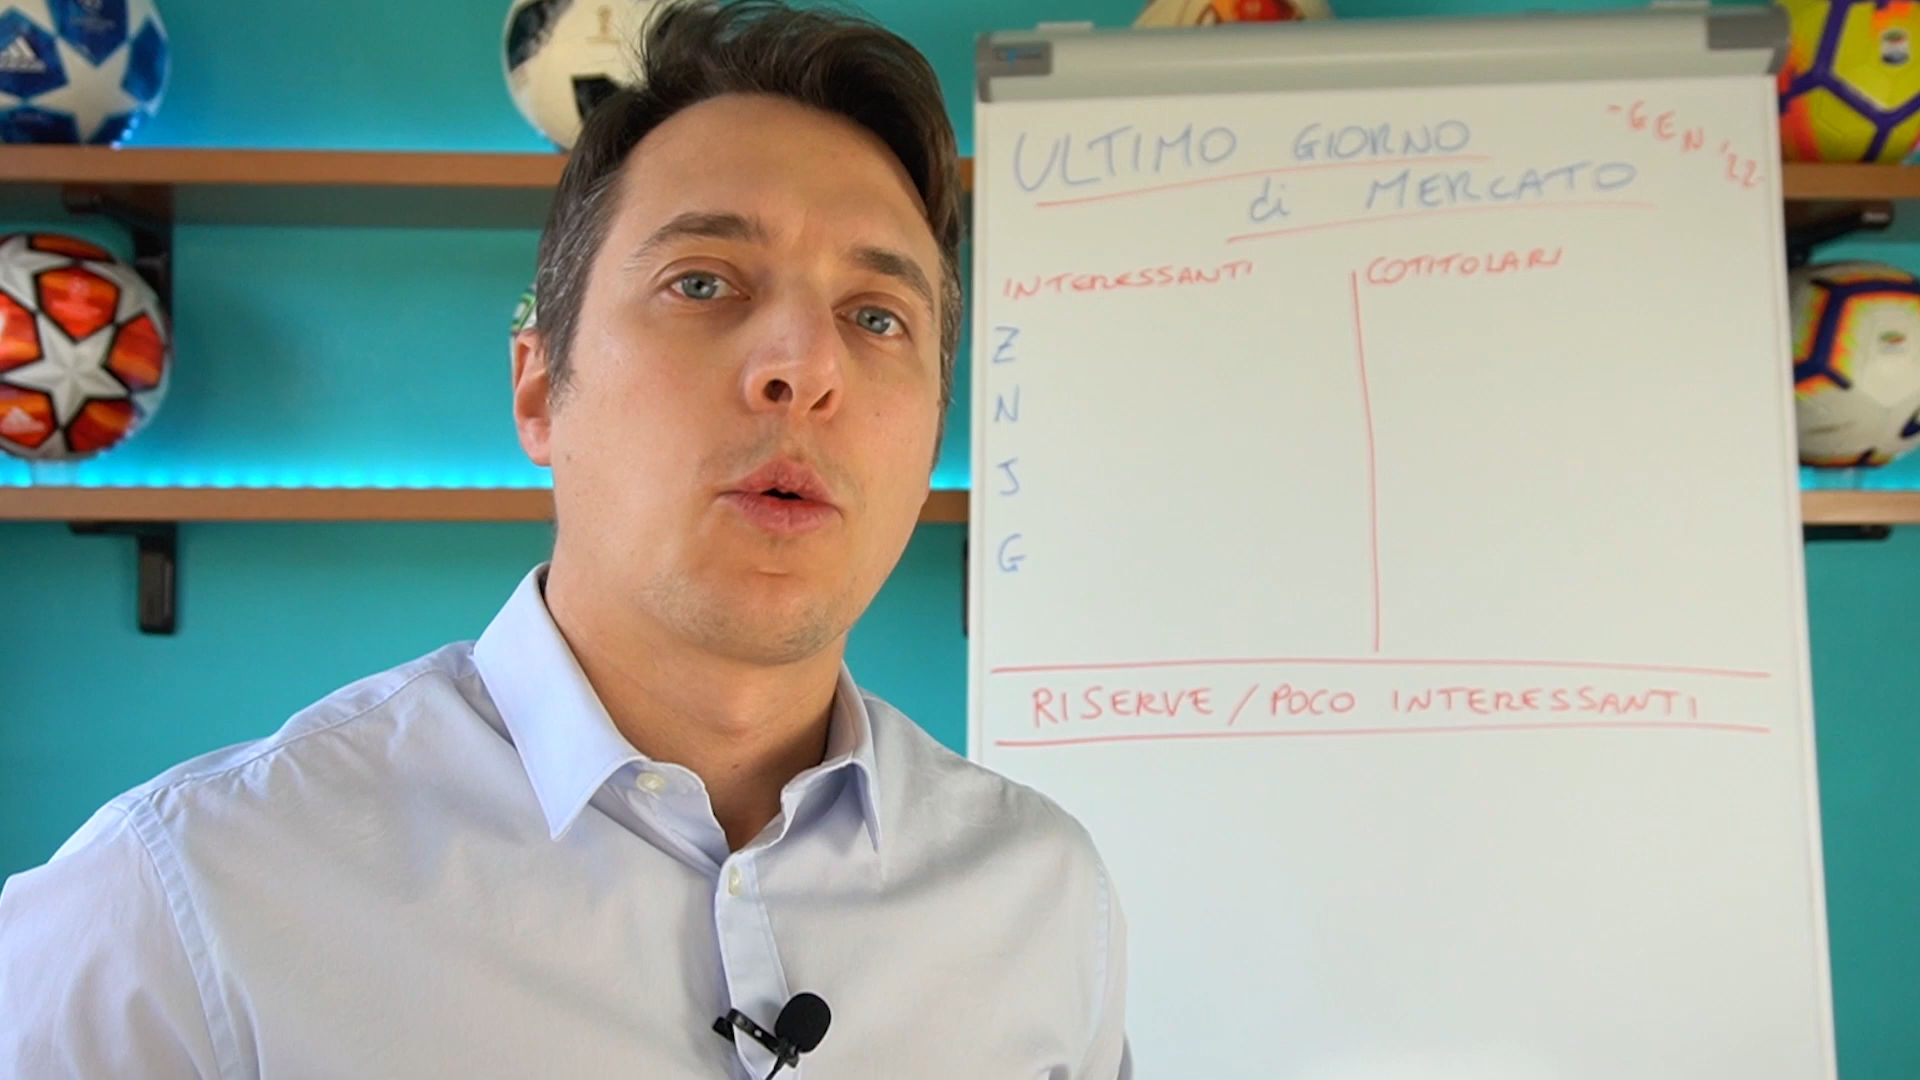 ULTIMO GIORNO
di MERCATO
- GEN '22
INTERESSANTI
COTITOLARI
Z
N
J
G
RISERVE / POCO INTERESSANTI